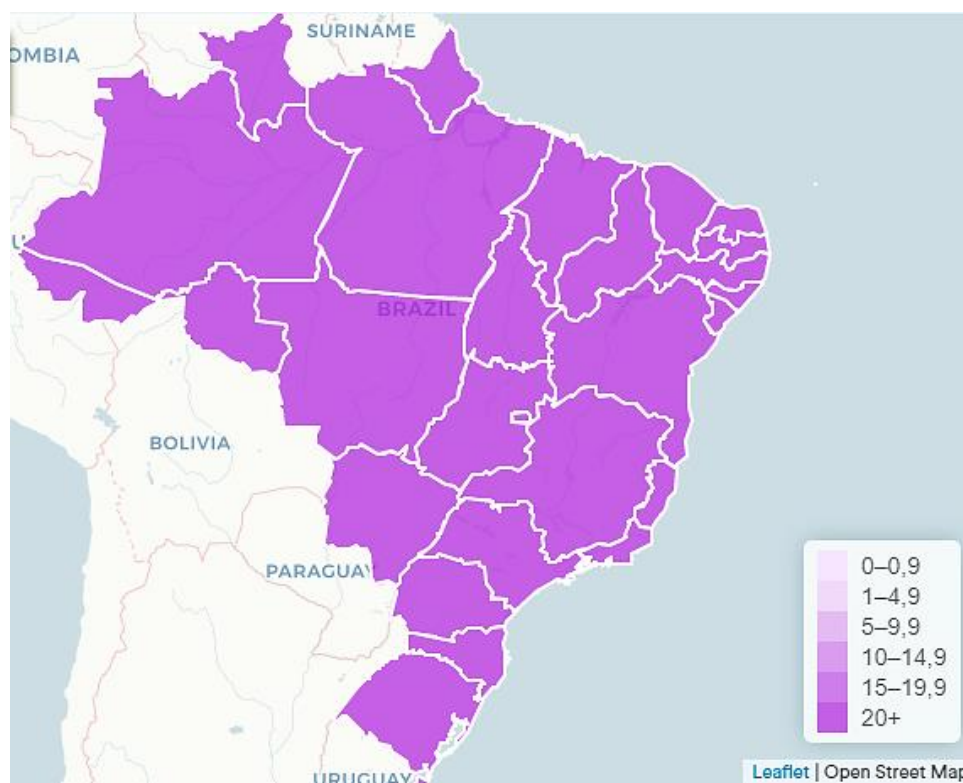 SURINAME
OMBIA
U
BRAZIL
BOLIVIA
PARAGUAY
0–0,9
1–4,9
5–9,9
10–14,9
15–19,9
20+
URUGUAY
Leaflet | Open Street Map